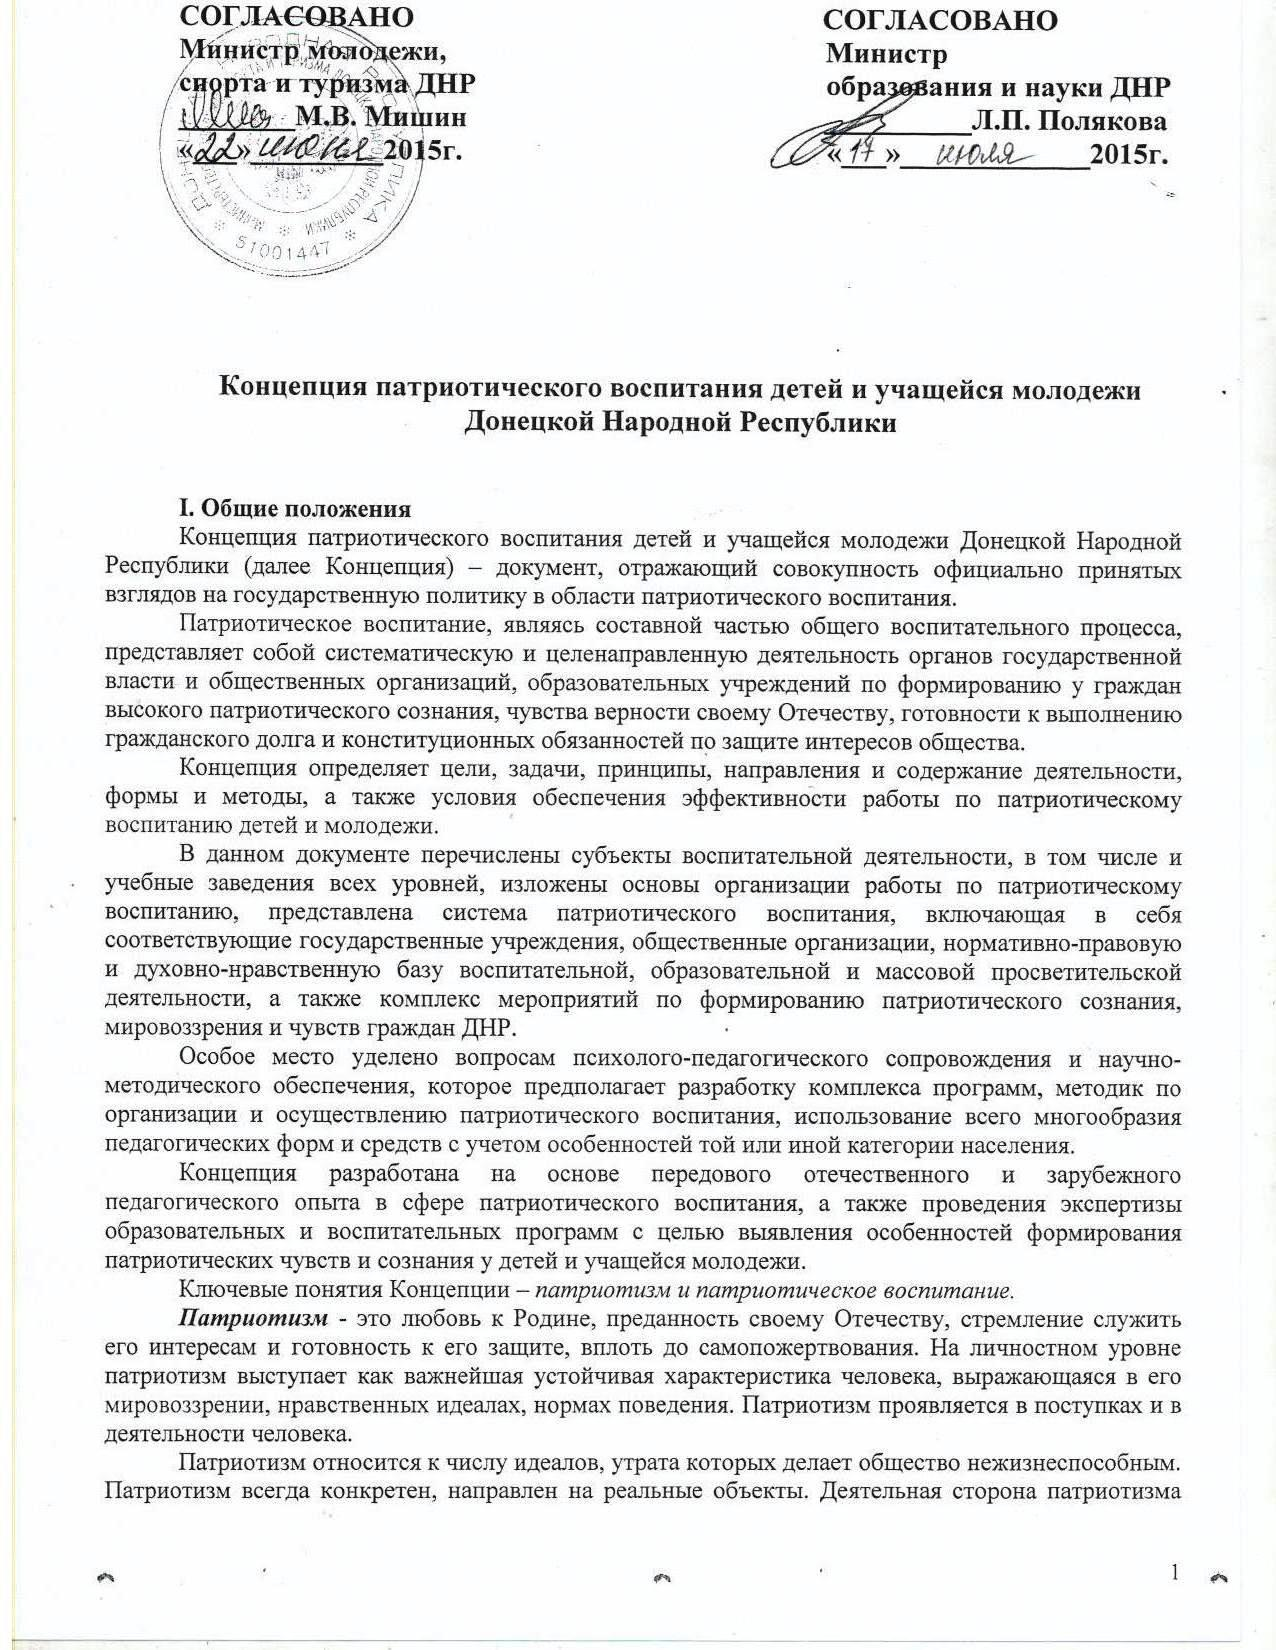 СОГЛАСОВАНО
Министр молодежи,
спорта и туризма ДНР
__________М.В. Мишин
«22» июня 2015г.
СОГЛАСОВАНО
Министр
образования и науки ДНР
__________Л.П. Полякова
«17» июля 2015г.
51001447
Концепция патриотического воспитания детей и учащейся молодежи
Донецкой Народной Республики
I. Общие положения
Концепция патриотического воспитания детей и учащейся молодежи Донецкой Народной
Республики (далее Концепция) – документ, отражающий совокупность официально принятых
взглядов на государственную политику в области патриотического воспитания.
Патриотическое воспитание, являясь составной частью общего воспитательного процесса,
представляет собой систематическую и целенаправленную деятельность органов государственной
власти и общественных организаций, образовательных учреждений по формированию у граждан
высокого патриотического сознания, чувства верности своему Отечеству, готовности к выполнению
гражданского долга и конституционных обязанностей по защите интересов общества.
Концепция определяет цели, задачи, принципы, направления и содержание деятельности,
формы и методы, а также условия обеспечения эффективности работы по патриотическому
воспитанию детей и молодежи.
В данном документе перечислены субъекты воспитательной деятельности, в том числе и
учебные заведения всех уровней, изложены основы организации работы по патриотическому
воспитанию, представлена система патриотического воспитания, включающая в себя
соответствующие государственные учреждения, общественные организации, нормативно-правовую
и духовно-нравственную базу воспитательной, образовательной и массовой просветительской
деятельности, а также комплекс мероприятий по формированию патриотического сознания,
мировоззрения и чувств граждан ДНР.
Особое место уделено вопросам психолого-педагогического сопровождения и научно-
методического обеспечения, которое предполагает разработку комплекса программ, методик по
организации и осуществлению патриотического воспитания, использование всего многообразия
педагогических форм и средств с учетом особенностей той или иной категории населения.
Концепция разработана на основе передового отечественного и зарубежного
педагогического опыта в сфере патриотического воспитания, а также проведения экспертизы
образовательных и воспитательных программ с целью выявления особенностей формирования
патриотических чувств и сознания у детей и учащейся молодежи.
Ключевые понятия Концепции – патриотизм и патриотическое воспитание.
Патриотизм - это любовь к Родине, преданность своему Отечеству, стремление служить
его интересам и готовность к его защите, вплоть до самопожертвования. На личностном уровне
патриотизм выступает как важнейшая устойчивая характеристика человека, выражающаяся в его
мировоззрении, нравственных идеалах, нормах поведения. Патриотизм проявляется в поступках и в
деятельности человека.
Патриотизм относится к числу идеалов, утрата которых делает общество нежизнеспособным.
Патриотизм всегда конкретен, направлен на реальные объекты. Деятельная сторона патриотизма
1